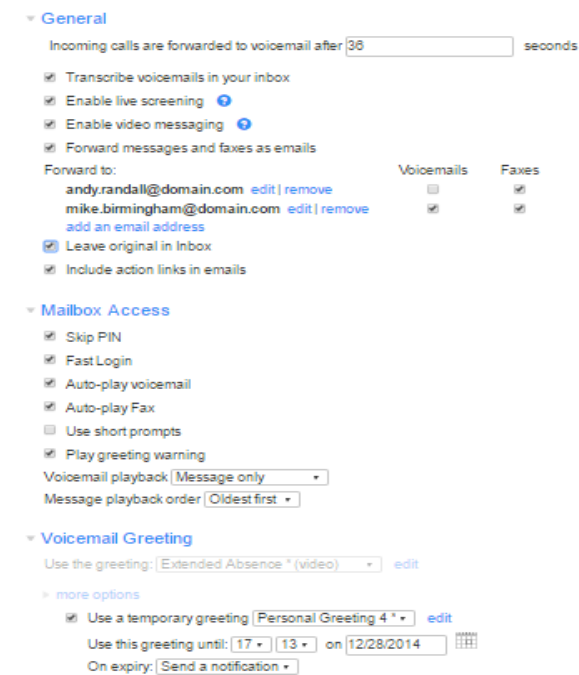 General
Incoming calls are forwarded to voicemail after 36 seconds
Transcribe voicemails in your inbox
Enable live screening ?
Enable video messaging ?
Forward messages and faxes as emails
Forward to: Voicemails Faxes
andy.randall@domain.com edit | remove
mike.birmingham@domain.com edit | remove
add an email address
Leave original in Inbox
Include action links in emails
Mailbox Access
Skip PIN
Fast Login
Auto-play voicemail
Auto-play Fax
Use short prompts
Play greeting warning
Voicemail playback Message only
Message playback order Oldest first
Voicemail Greeting
Use the greeting: Extended Absence * (video) edit
more options
Use a temporary greeting Personal Greeting 4 * edit
Use this greeting until: 17 13 on 12/28/2014
On expiry: Send a notification